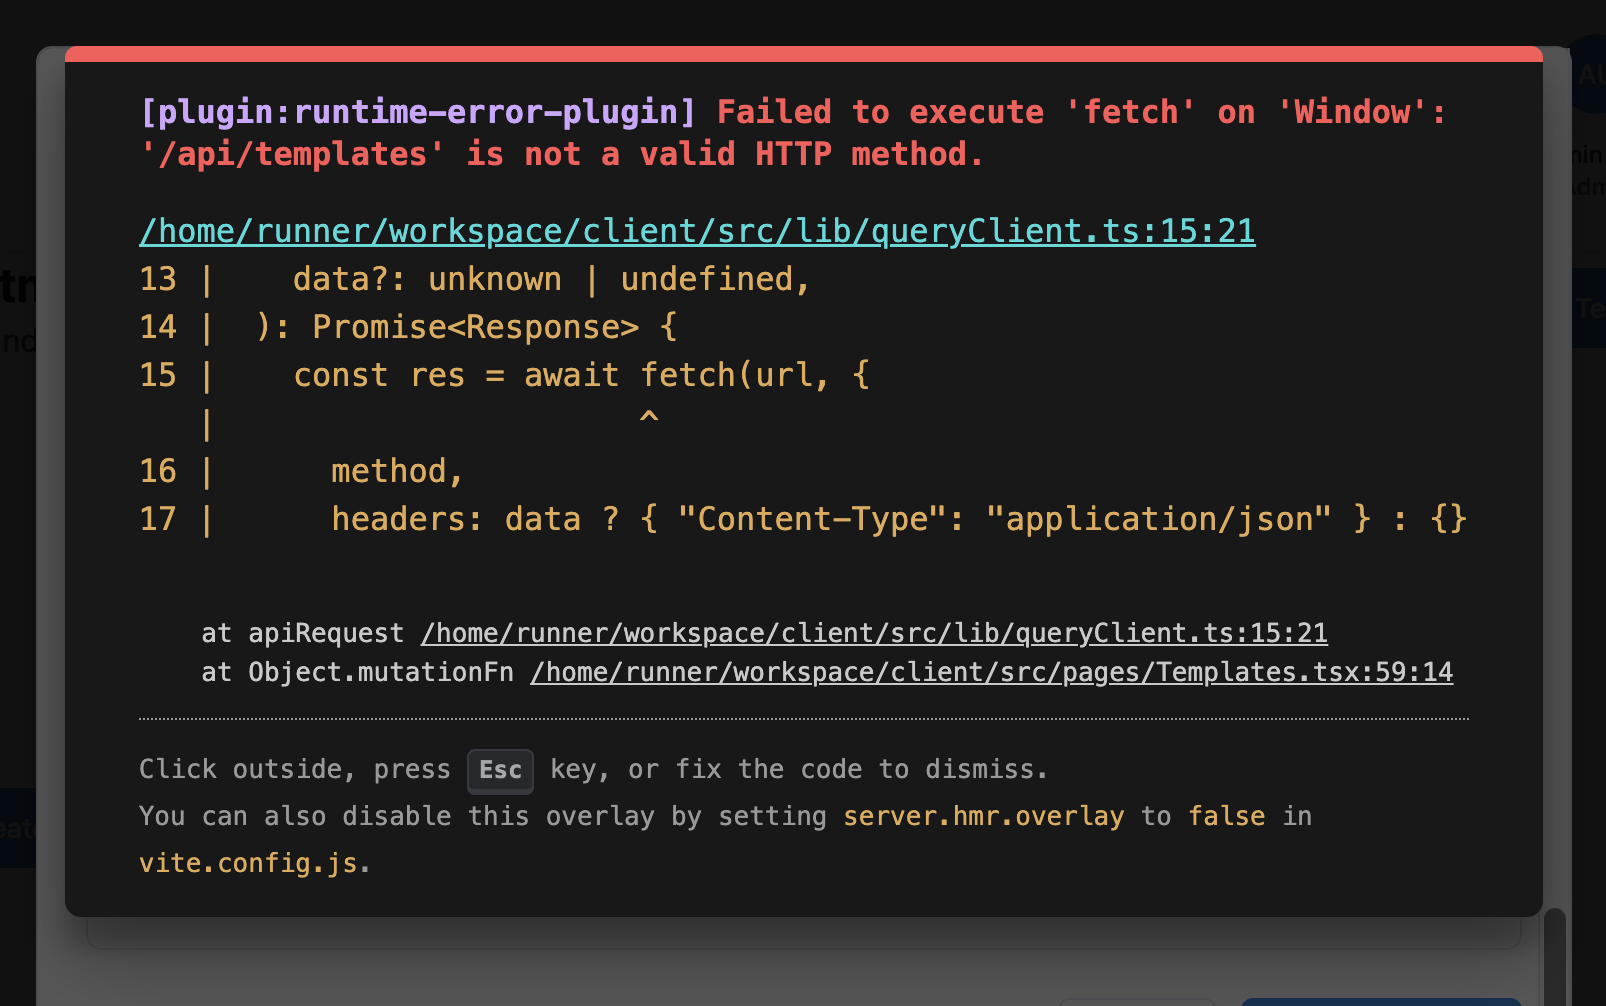 [plugin:runtime-error-plugin] Failed to execute 'fetch' on 'Window':
'/api/templates' is not a valid HTTP method.
/home/runner/workspace/client/src/lib/queryClient.ts:15:21
13 |    data?: unknown | undefined,
14 |  ): Promise<Response> {
15 |    const res = await fetch(url, {
   |                      ^
16 |      method,
17 |      headers: data ? { "Content-Type": "application/json" } : {}
at apiRequest /home/runner/workspace/client/src/lib/queryClient.ts:15:21
at Object.mutationFn /home/runner/workspace/client/src/pages/Templates.tsx:59:14
Click outside, press Esc key, or fix the code to dismiss.
You can also disable this overlay by setting server.hmr.overlay to false in
vite.config.js.